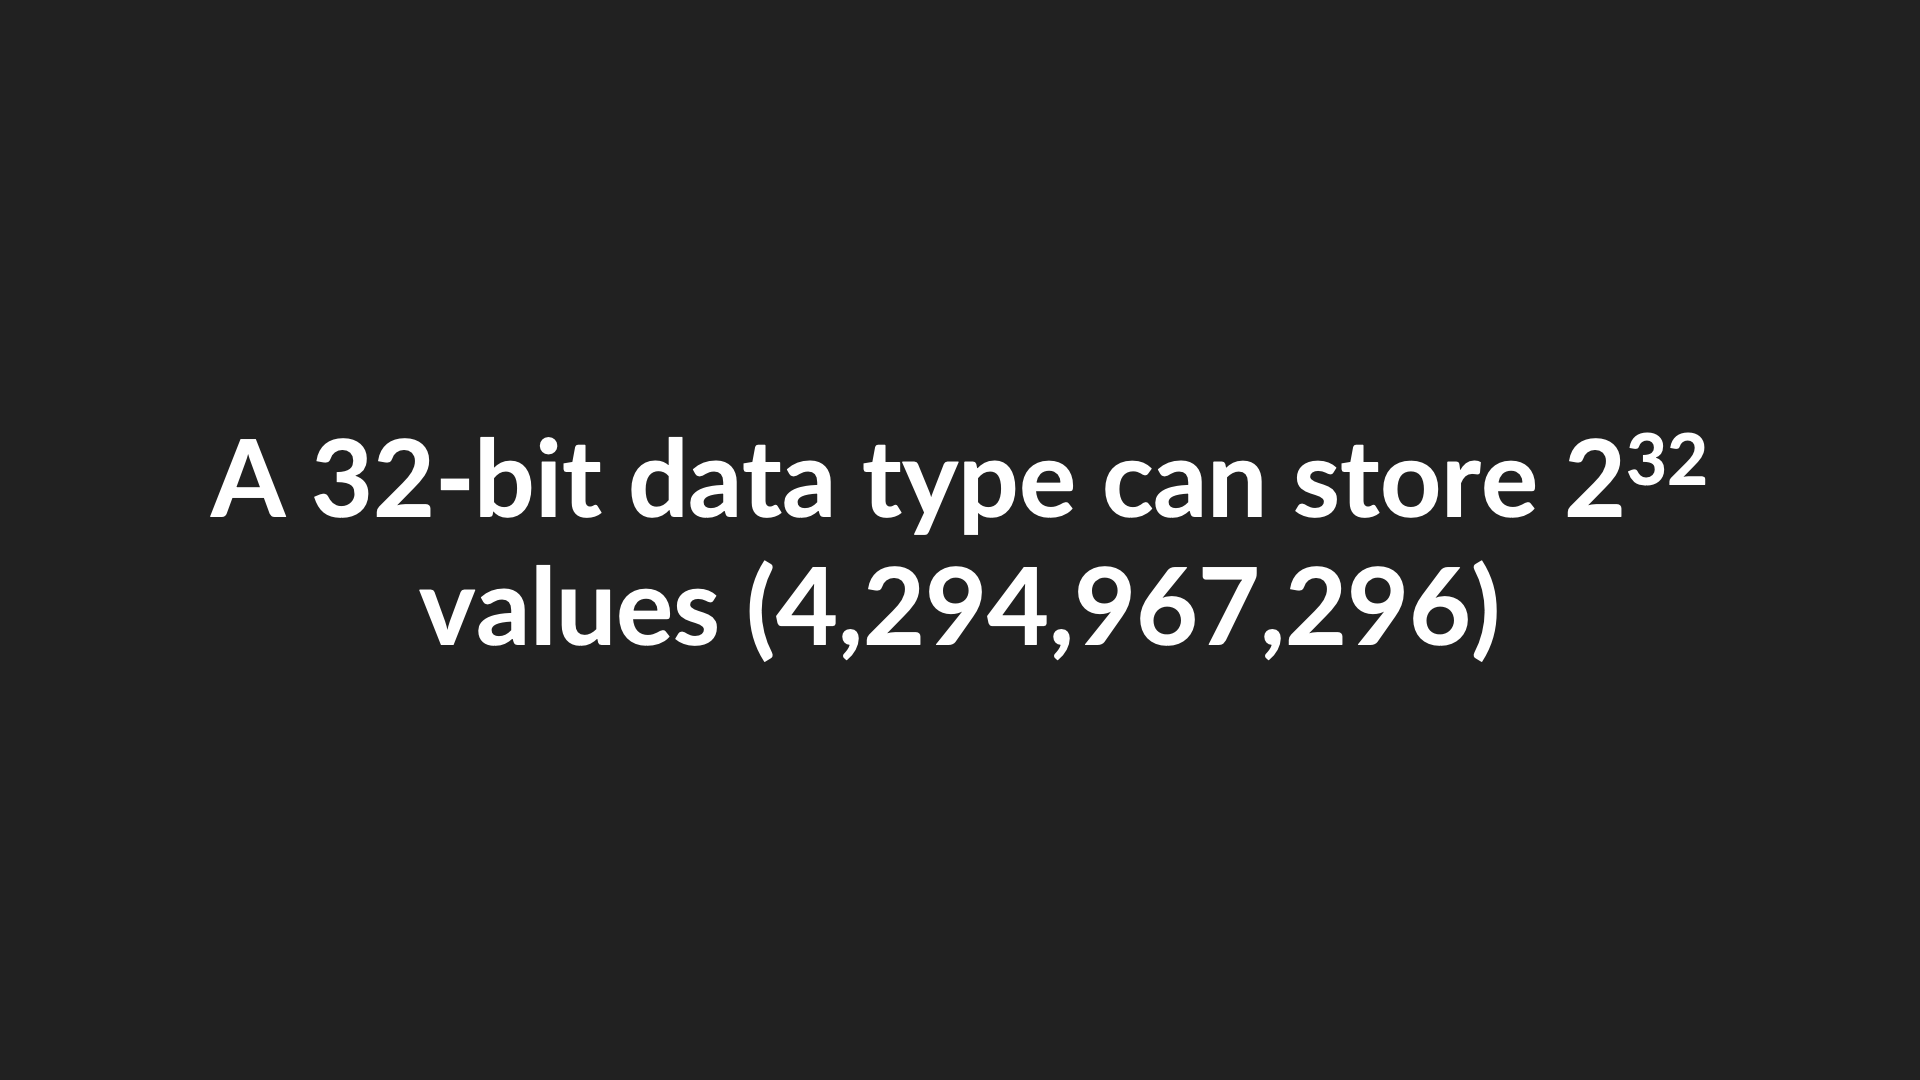 A 32-bit data type can store 2³²
values (4,294,967,296)